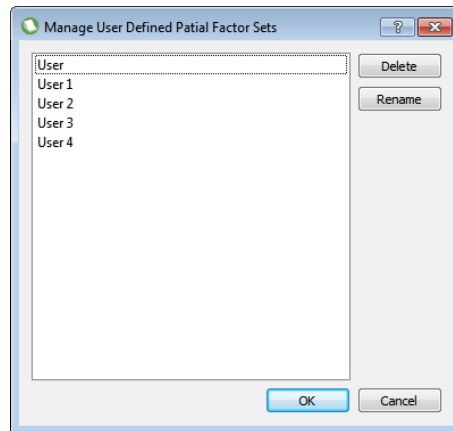 Manage User Defined Patial Factor Sets
User
User 1
User 2
User 3
User 4
Delete
Rename
OK
Cancel